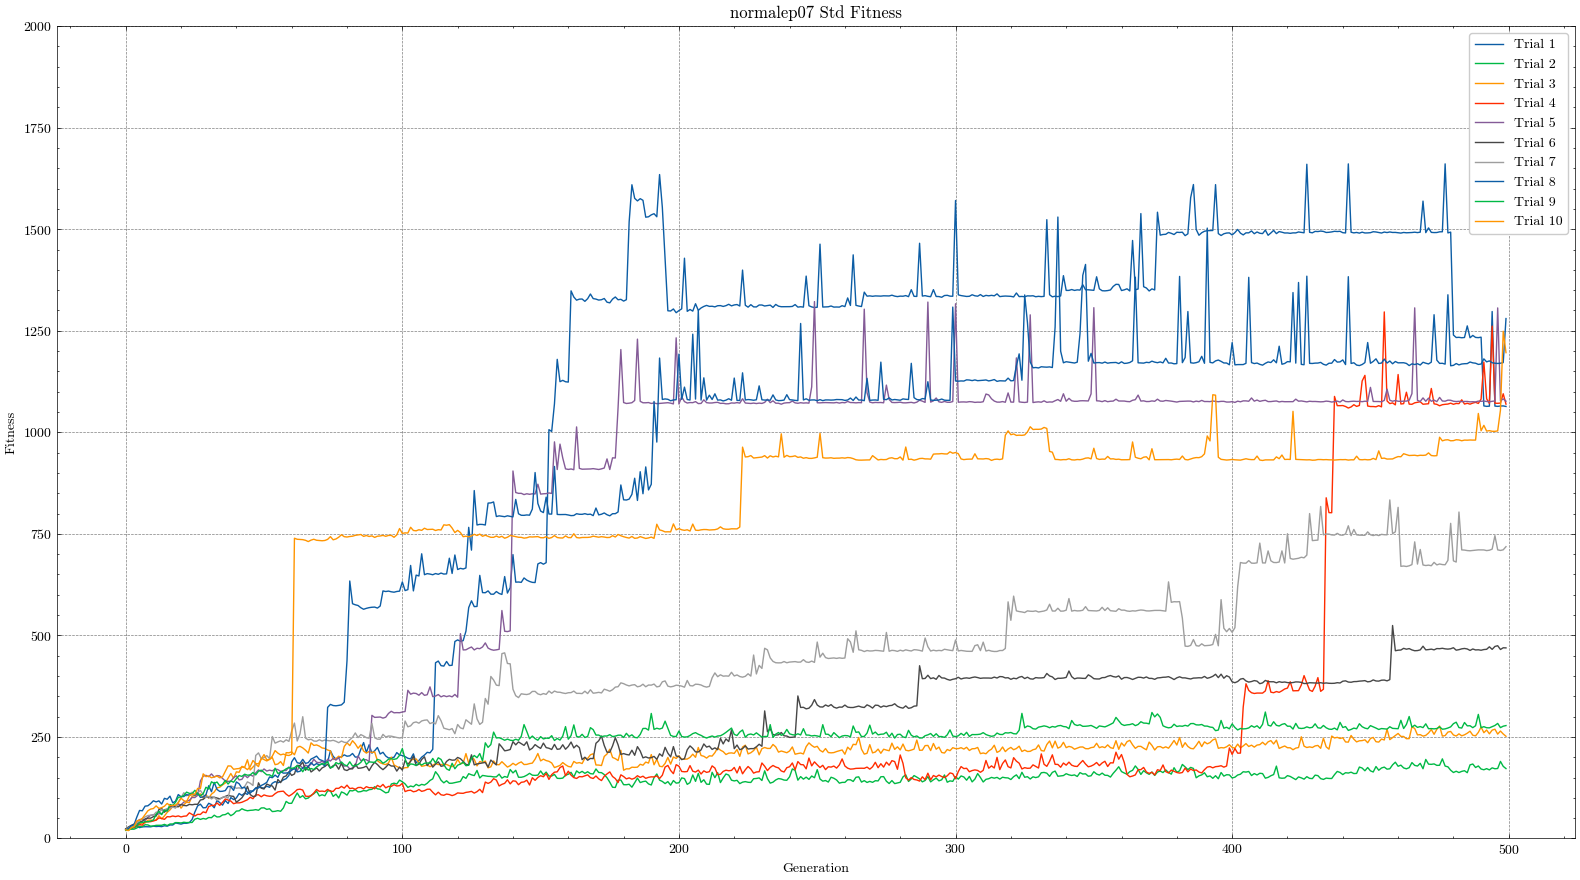 normalep07 Std Fitness
2000
1750
1500
1250
1000
750
500
250
0
Fitness
0
100
200
300
400
500
Generation
Trial 1
Trial 2
Trial 3
Trial 4
Trial 5
Trial 6
Trial 7
Trial 8
Trial 9
Trial 10